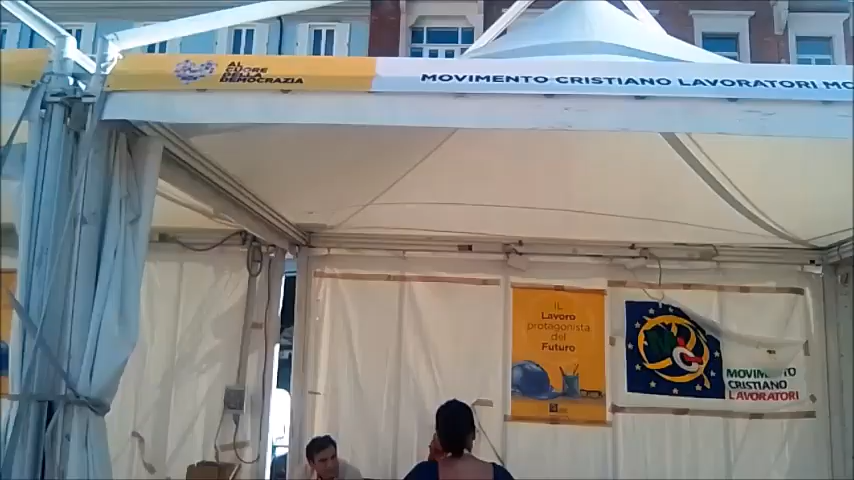 AL
CUORE
DELLA
DEMOCRAZIA
MOVIMENTO CRISTIANO LAVORATORI
IL
LAVORO
PROTAGONISTA
DEL
FUTURO
MOVIMENTO
CRISTIANO
LAVORATORI